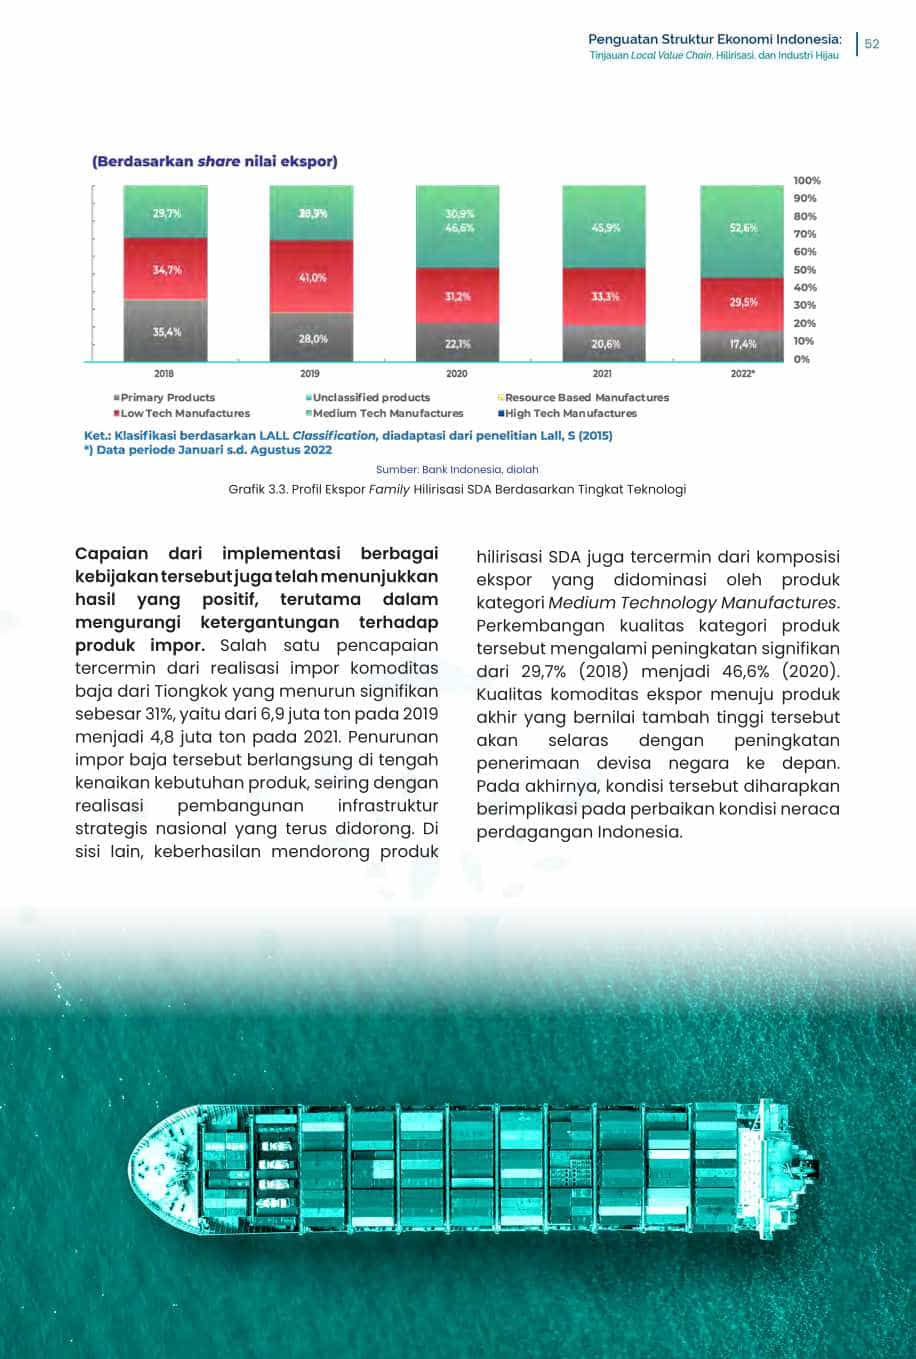 Penguatan Struktur Ekonomi Indonesia:
52
Tinjauan Local Value Chain, Hilirisasi, dan Industri Hijau
(Berdasarkan share nilai ekspor)
100%
90%
80%
70%
60%
50%
40%
30%
20%
10%
0%
29,7%
30,9%
46,6%
45,9%
52,6%
34,7%
41,0%
31,2%
33,3%
29,5%
35,4%
28,0%
22,1%
20,6%
17,4%
2018
2019
2020
2021
2022*
Primary Products
Unclassified products
Resource Based Manufactures
Low Tech Manufactures
Medium Tech Manufactures
High Tech Manufactures
Ket.: Klasifikasi berdasarkan LALL Classification, diadaptasi dari penelitian Lall, S (2015)
*) Data periode Januari s.d. Agustus 2022
Sumber: Bank Indonesia, diolah
Grafik 3.3. Profil Ekspor Family Hilirisasi SDA Berdasarkan Tingkat Teknologi
Capaian dari implementasi berbagai
kebijakan tersebut juga telah menunjukkan
hasil yang positif, terutama dalam
mengurangi ketergantungan terhadap
produk impor. Salah satu pencapaian
tercermin dari realisasi impor komoditas
baja dari Tiongkok yang menurun signifikan
sebesar 31%, yaitu dari 6,9 juta ton pada 2019
menjadi 4,8 juta ton pada 2021. Penurunan
impor baja tersebut berlangsung di tengah
kenaikan kebutuhan produk, seiring dengan
realisasi pembangunan infrastruktur
strategis nasional yang terus didorong. Di
sisi lain, keberhasilan mendorong produk
hilirisasi SDA juga tercermin dari komposisi
ekspor yang didominasi oleh produk
kategori Medium Technology Manufactures.
Perkembangan kualitas kategori produk
tersebut mengalami peningkatan signifikan
dari 29,7% (2018) menjadi 46,6% (2020).
Kualitas komoditas ekspor menuju produk
akhir yang bernilai tambah tinggi tersebut
akan selaras dengan peningkatan
penerimaan devisa negara ke depan.
Pada akhirnya, kondisi tersebut diharapkan
berimplikasi pada perbaikan kondisi neraca
perdagangan Indonesia.